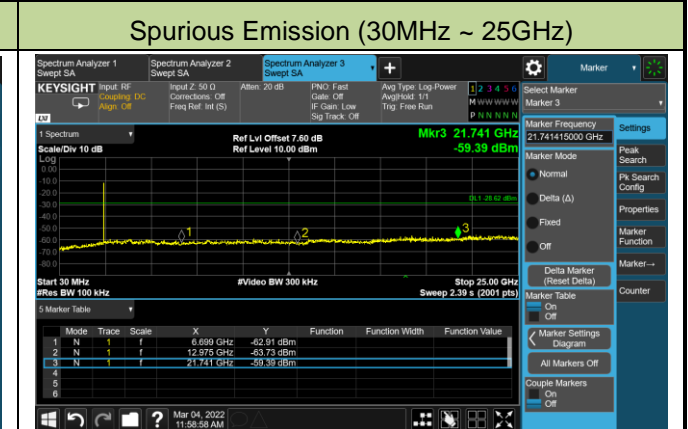 Spurious Emission (30MHz ~ 25GHz)
Spectrum Analyzer 1
Swept SA
Spectrum Analyzer 2
Swept SA
Spectrum Analyzer 3
Swept SA
Marker
KEYSIGHT
Input: RF
Coupling: DC
Align: Off
Input Z: 50 Ω
Corrections: Off
Freq Ref: Int (S)
Atten: 20 dB
PNO: Fast
Gate: Off
IF Gain: Low
Sig Track: Off
Avg Type: Log-Power
Avg|Hold: 1/1
Trig: Free Run
1 2 3 4 5 6
M W W W W W
P N N N N N
Select Marker
Marker 3
LXI
1 Spectrum
Scale/Div 10 dB
Ref Lvl Offset 7.60 dB
Ref Level 10.00 dBm
Mkr3 21.741 GHz
-59.39 dBm
Log
0.00
-10.0
-20.0
-30.0
-40.0
-50.0
-60.0
-70.0
-80.0
DL1 -26.62 dBm
1
2
3
Start 30 MHz
#Res BW 100 kHz
#Video BW 300 kHz
Stop 25.00 GHz
Sweep 2.39 s (2001 pts)
5 Marker Table
Mode Trace Scale X Y Function Function Width Function Value
1 N 1 f 6.699 GHz -62.91 dBm
2 N 1 f 12.975 GHz -63.73 dBm
3 N 1 f 21.741 GHz -59.39 dBm
4
5
6
Mar 04, 2022
11:58:58 AM
Marker Frequency
21.741415000 GHz
Marker Mode
Normal
Delta (Δ)
Fixed
Off
Delta Marker
(Reset Delta)
Marker Table
On
Off
Marker Settings
Diagram
All Markers Off
Couple Markers
On
Off
Settings
Peak
Search
Pk Search
Config
Properties
Marker
Function
Marker→
Counter